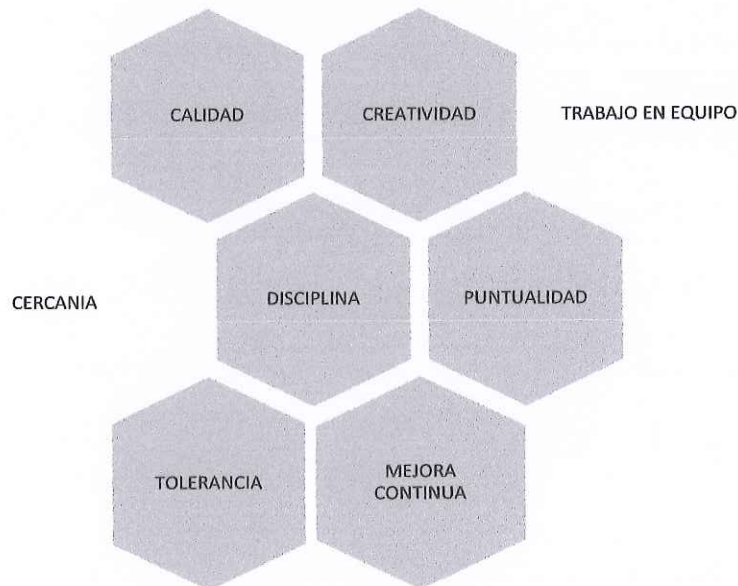 CALIDAD
CREATIVIDAD
TRABAJO EN EQUIPO
CERCANIA
DISCIPLINA
PUNTUALIDAD
TOLERANCIA
MEJORA
CONTINUA